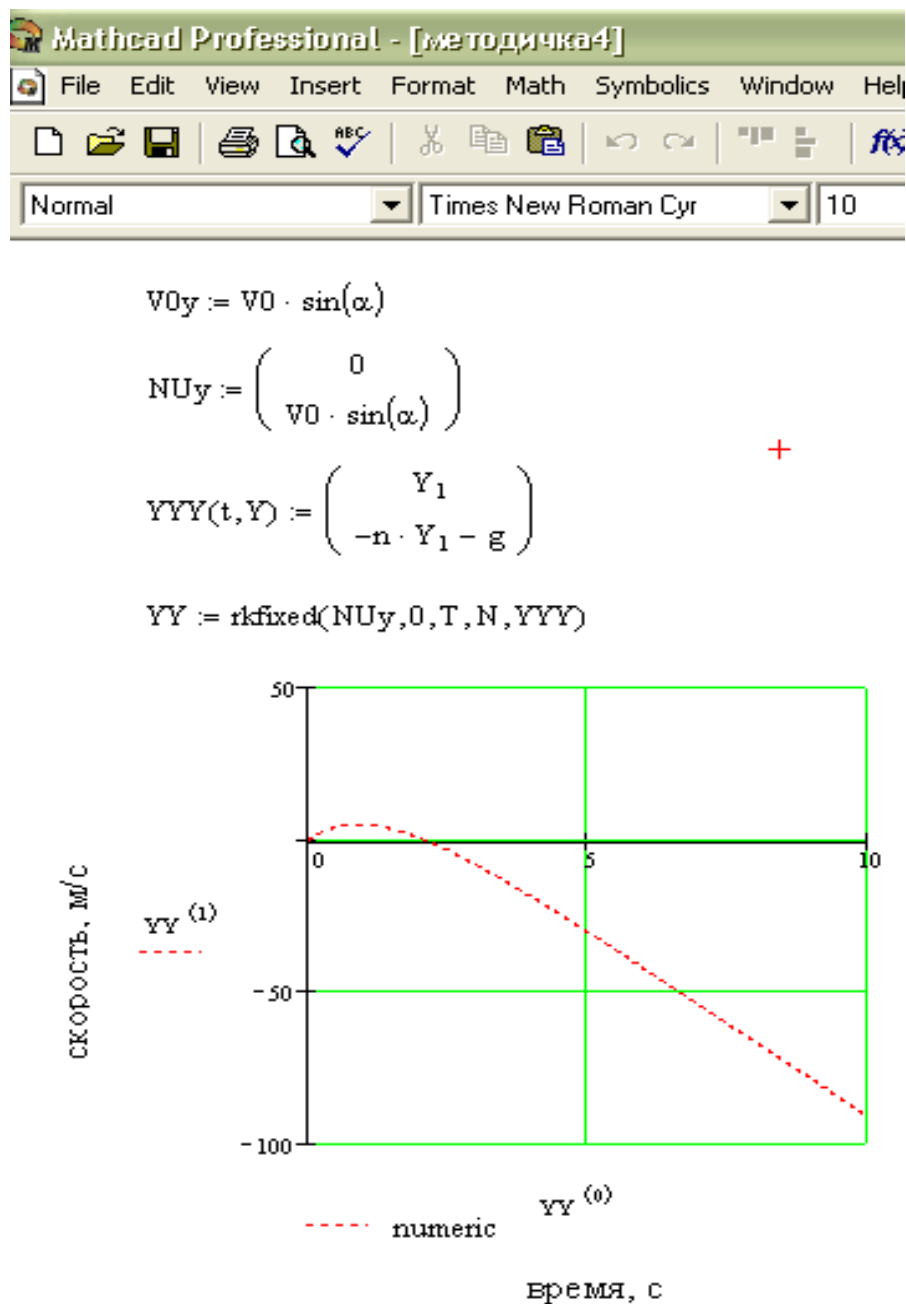 Mathcad Professional - [методичка4]
File Edit View Insert Format Math Symbolics Window Help
ABC f(x)
Normal Times New Roman Cyr 10
V0y := V0 · sin(α)
NUy := ( 0
V0 · sin(α) )
YYY(t,Y) := ( Y₁
-n · Y₁ - g )
YY := rkfixed(NUy,0,T,N,YYY)
50
0 5 10
скорость, м/с
YY⁽¹⁾
-50
-100
YY⁽⁰⁾
numeric
время, с